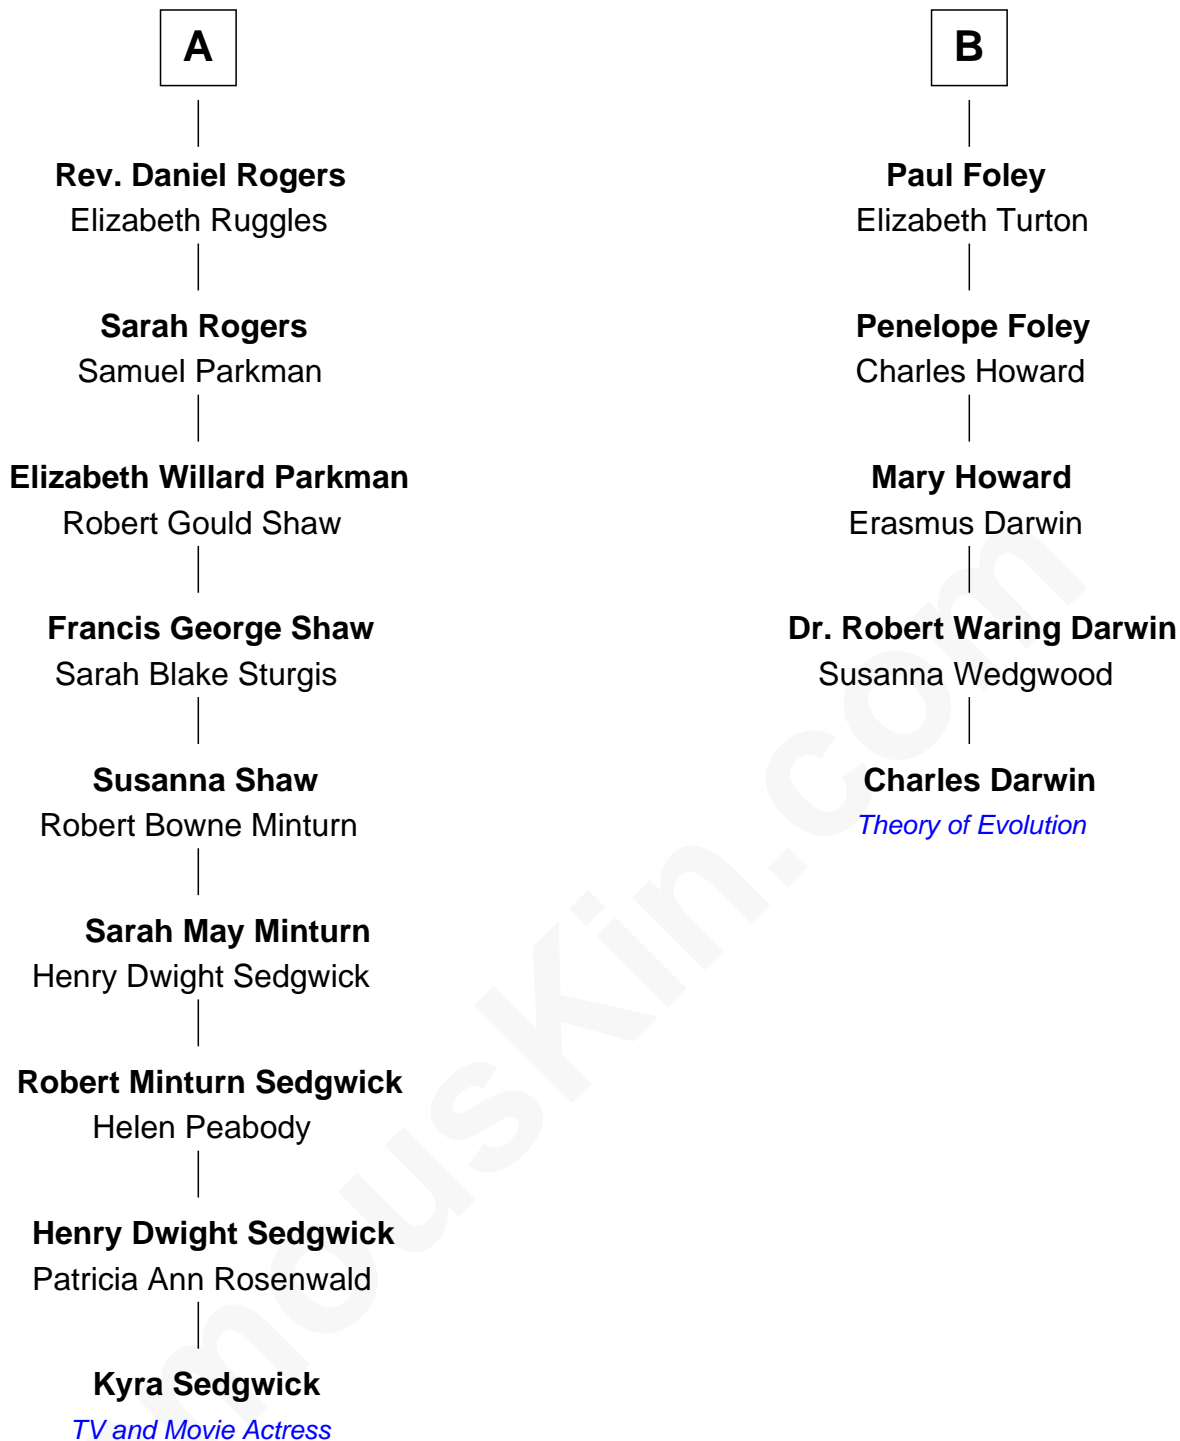 A
Rev. Daniel Rogers
Elizabeth Ruggles
Sarah Rogers
Samuel Parkman
Elizabeth Willard Parkman
Robert Gould Shaw
Francis George Shaw
Sarah Blake Sturgis
Susanna Shaw
Robert Bowne Minturn
Sarah May Minturn
Henry Dwight Sedgwick
Robert Minturn Sedgwick
Helen Peabody
Henry Dwight Sedgwick
Patricia Ann Rosenwald
Kyra Sedgwick
TV and Movie Actress
B
Paul Foley
Elizabeth Turton
Penelope Foley
Charles Howard
Mary Howard
Erasmus Darwin
Dr. Robert Waring Darwin
Susanna Wedgwood
Charles Darwin
Theory of Evolution
mouskin.com